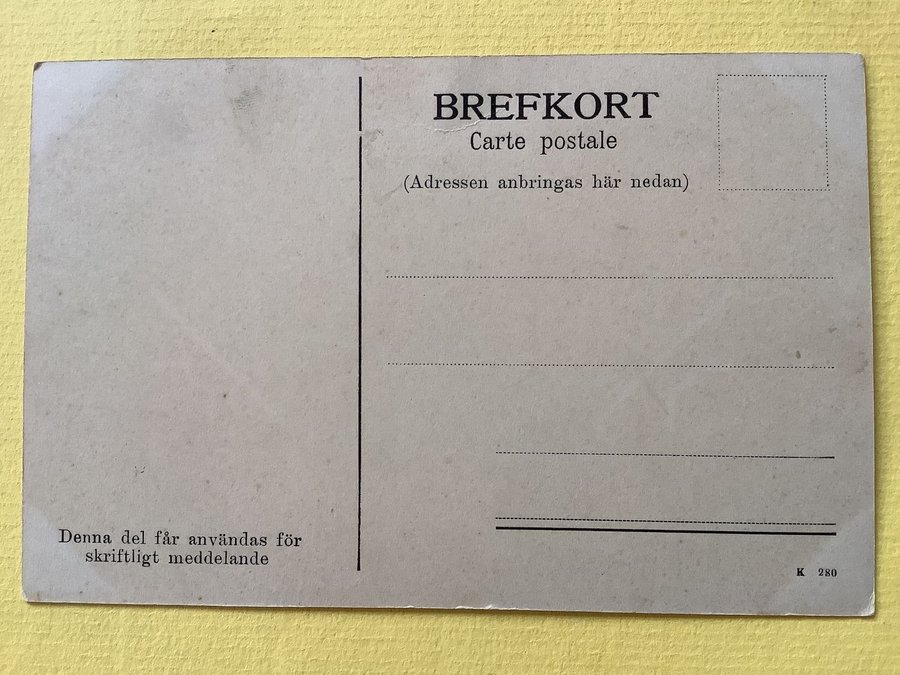 BREFKORT
Carte postale
(Adressen anbringas här nedan)
Denna del får användas för
skriftligt meddelande
K 280